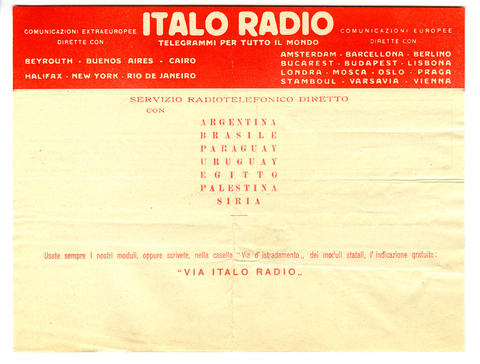 ITALO RADIO
TELEGRAMMI PER TUTTO IL MONDO
COMUNICAZIONI EXTRAEUROPEE
DIRETTE CON:
BEYROUTH - BUENOS AIRES - CAIRO
HALIFAX - NEW YORK - RIO DE JANEIRO
COMUNICAZIONI EUROPEE
DIRETTE CON:
AMSTERDAM - BARCELLONA - BERLINO
BUCAREST - BUDAPEST - LISBONA
LONDRA - MOSCA - OSLO - PRAGA
STAMBOUL - VARSAVIA - VIENNA
SERVIZIO RADIOTELEFONICO DIRETTO
CON
ARGENTINA
BRASILE
PARAGUAY
URUGUAY
EGITTO
PALESTINA
SIRIA
Usate sempre i nostri moduli, oppure scrivete, nella casella "Via d'istradamento„ dei moduli statali, l'indicazione gratuita:
"VIA ITALO RADIO„